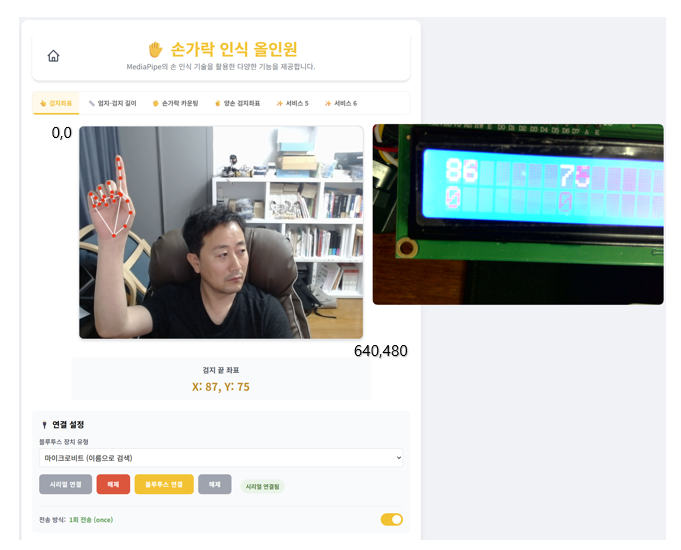 손가락 인식 올인원
MediaPipe의 손 인식 기술을 활용한 다양한 기능을 제공합니다.
검지좌표
엄지-검지 길이
손가락 카운팅
양손 검지좌표
서비스 5
서비스 6
0,0
86
0
0
640,480
검지 끝 좌표
X: 87, Y: 75
연결 설정
블루투스 장치 유형
마이크로비트 (이름으로 검색)
시리얼 연결
해제
블루투스 연결
해제
시리얼 연결됨
전송 방식: 1회 전송 (once)